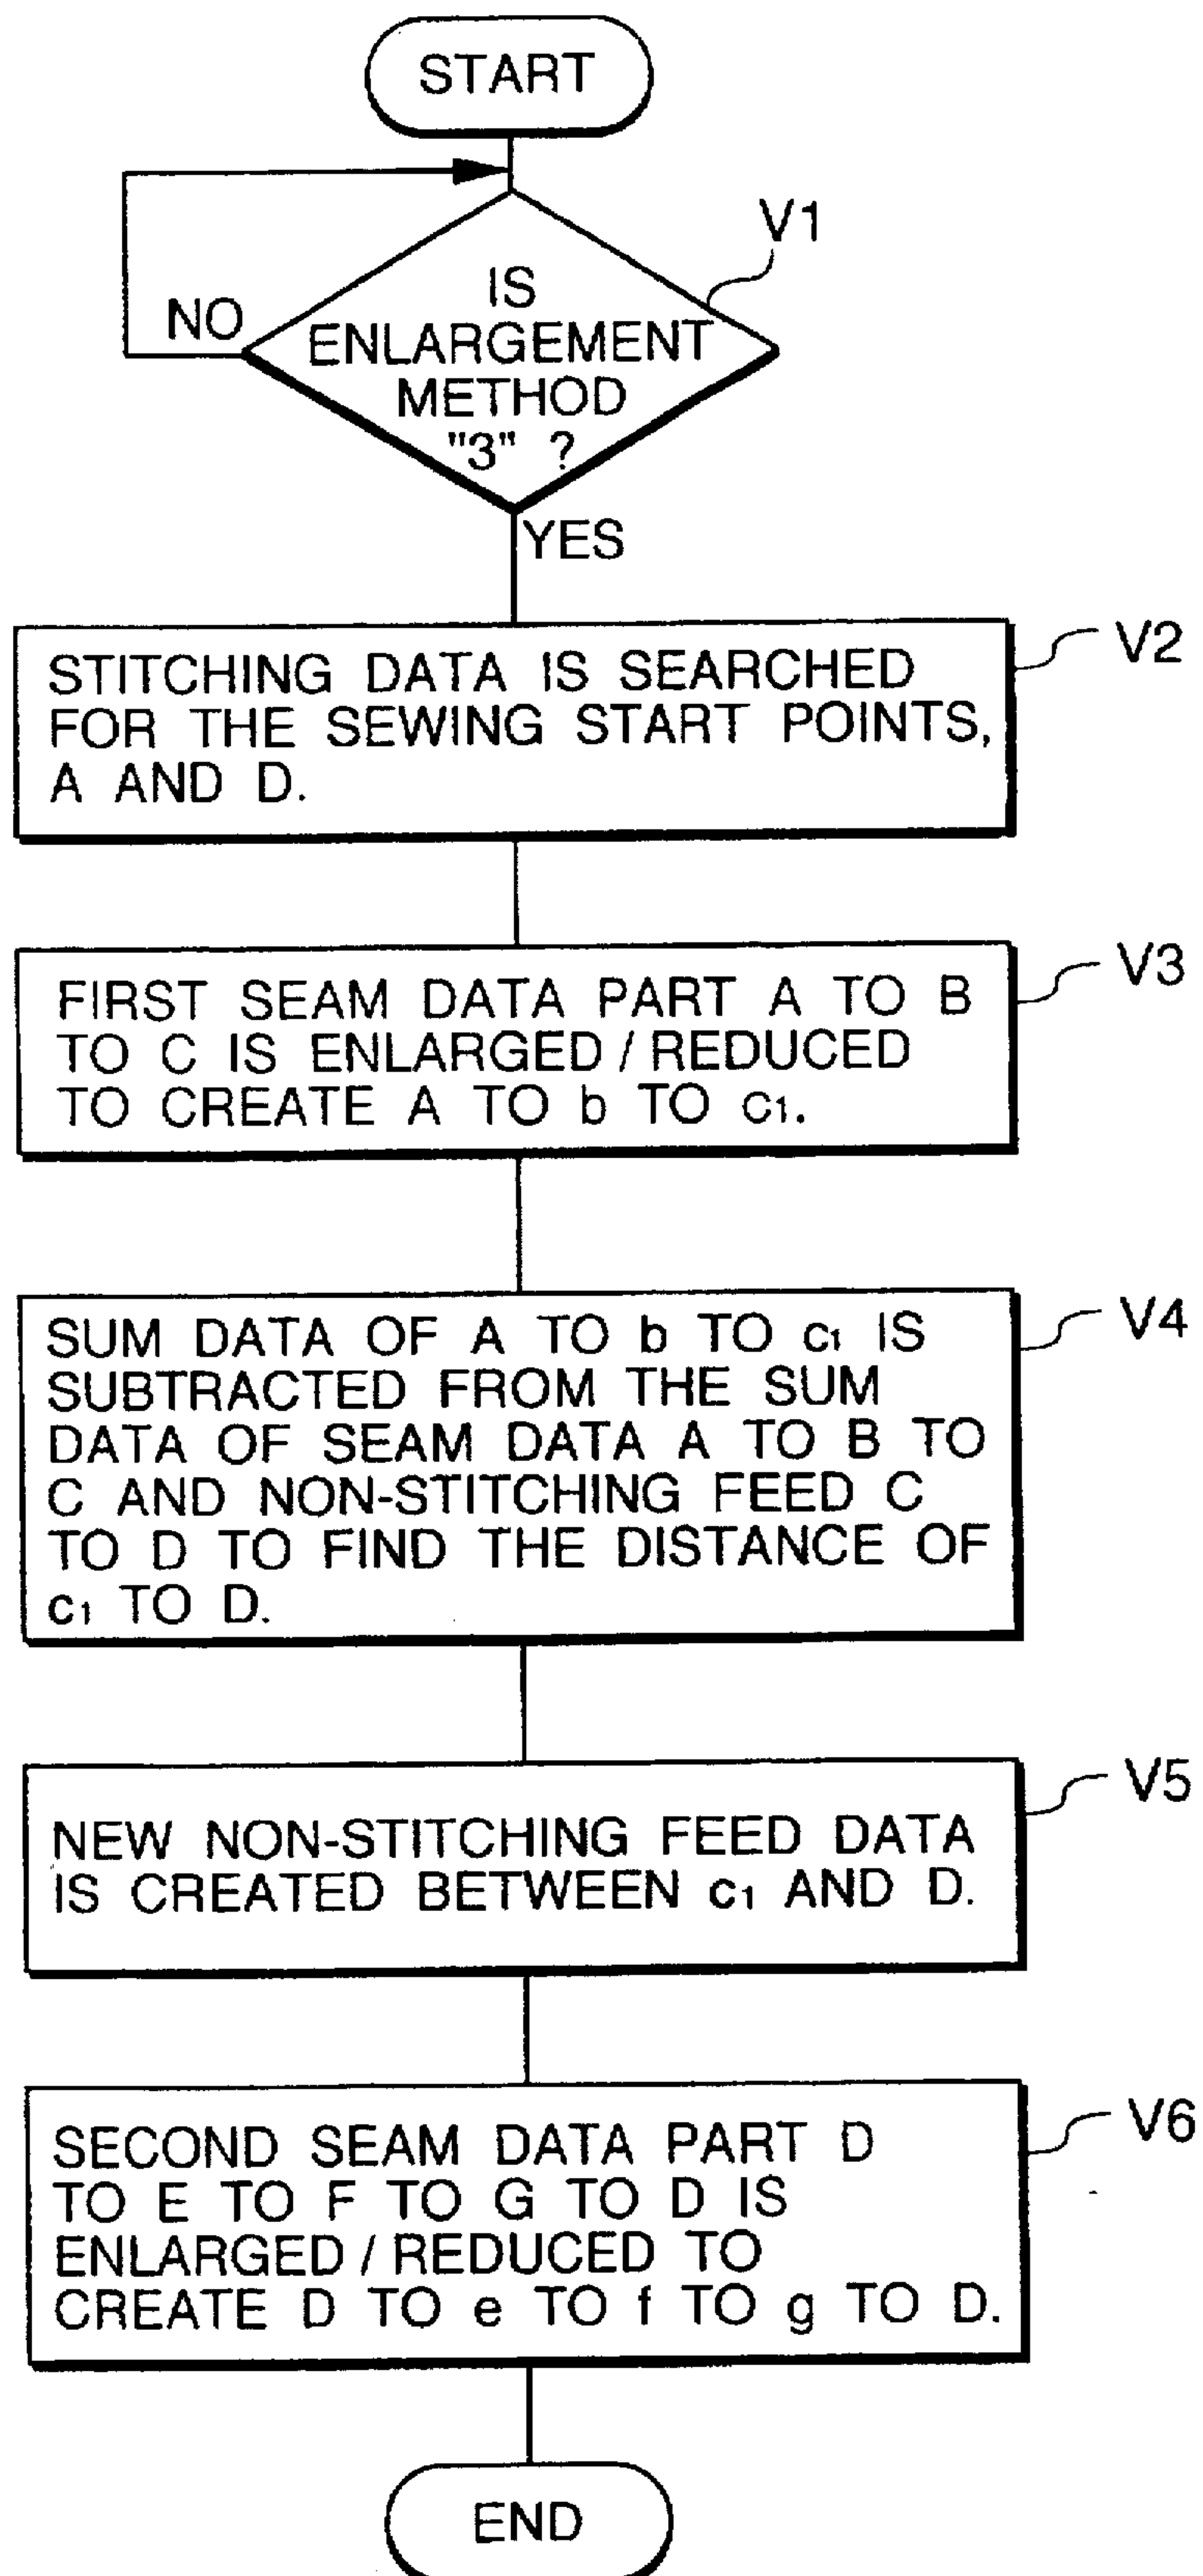 START
V1
IS
ENLARGEMENT
METHOD
"3" ?
NO
YES
V2
STITCHING DATA IS SEARCHED
FOR THE SEWING START POINTS,
A AND D.
V3
FIRST SEAM DATA PART A TO B
TO C IS ENLARGED / REDUCED
TO CREATE A TO b TO c1.
V4
SUM DATA OF A TO b TO c1 IS
SUBTRACTED FROM THE SUM
DATA OF SEAM DATA A TO B TO
C AND NON-STITCHING FEED C
TO D TO FIND THE DISTANCE OF
c1 TO D.
V5
NEW NON-STITCHING FEED DATA
IS CREATED BETWEEN c1 AND D.
V6
SECOND SEAM DATA PART D
TO E TO F TO G TO D IS
ENLARGED / REDUCED TO
CREATE D TO e TO f TO g TO D.
END